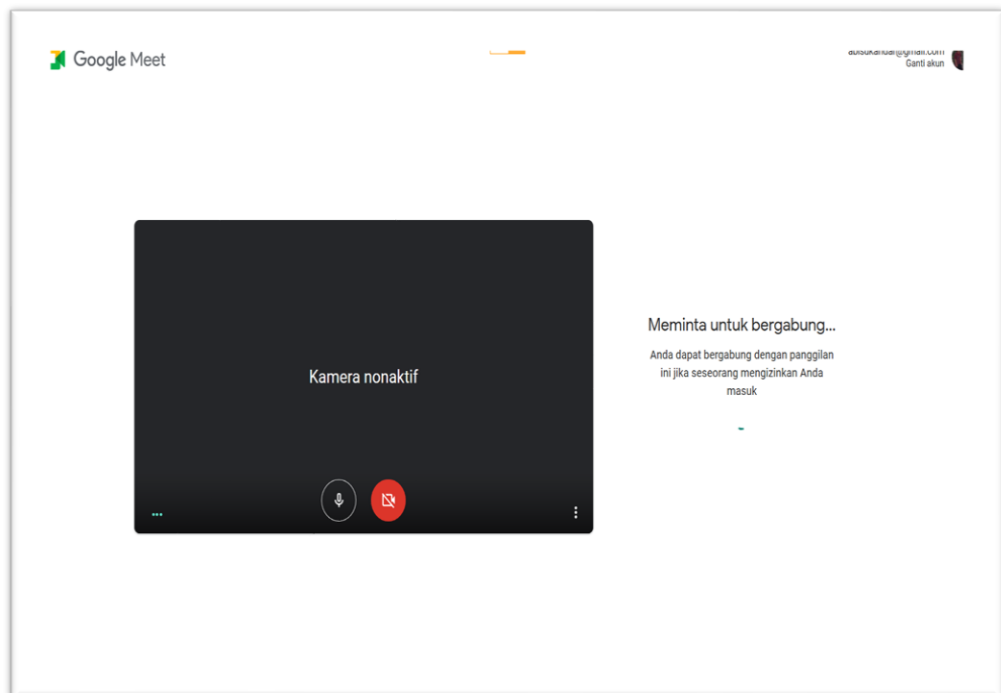 Google Meet
Ganti akun
Kamera nonaktif
Meminta untuk bergabung...
Anda dapat bergabung dengan panggilan
ini jika seseorang mengizinkan Anda
masuk